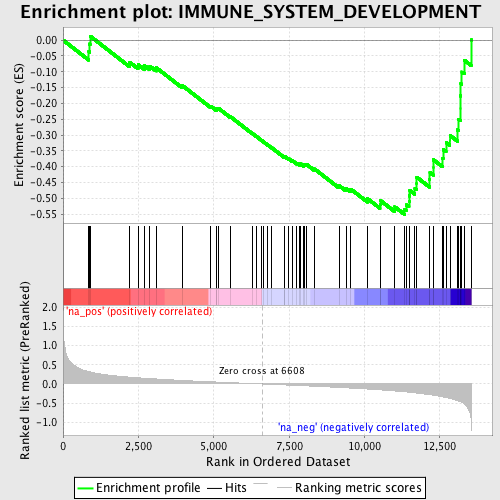 Enrichment plot: IMMUNE_SYSTEM_DEVELOPMENT
Enrichment score (ES)
0.00
-0.05
-0.10
-0.15
-0.20
-0.25
-0.30
-0.35
-0.40
-0.45
-0.50
-0.55
'na_pos' (positively correlated)
Ranked list metric (PreRanked)
2.0
1.5
1.0
0.5
0.0
-0.5
-1.0
Zero cross at 6608
'na_neg' (negatively correlated)
0
2,500
5,000
7,500
10,000
12,500
Rank in Ordered Dataset
Enrichment profile
Hits
Ranking metric scores